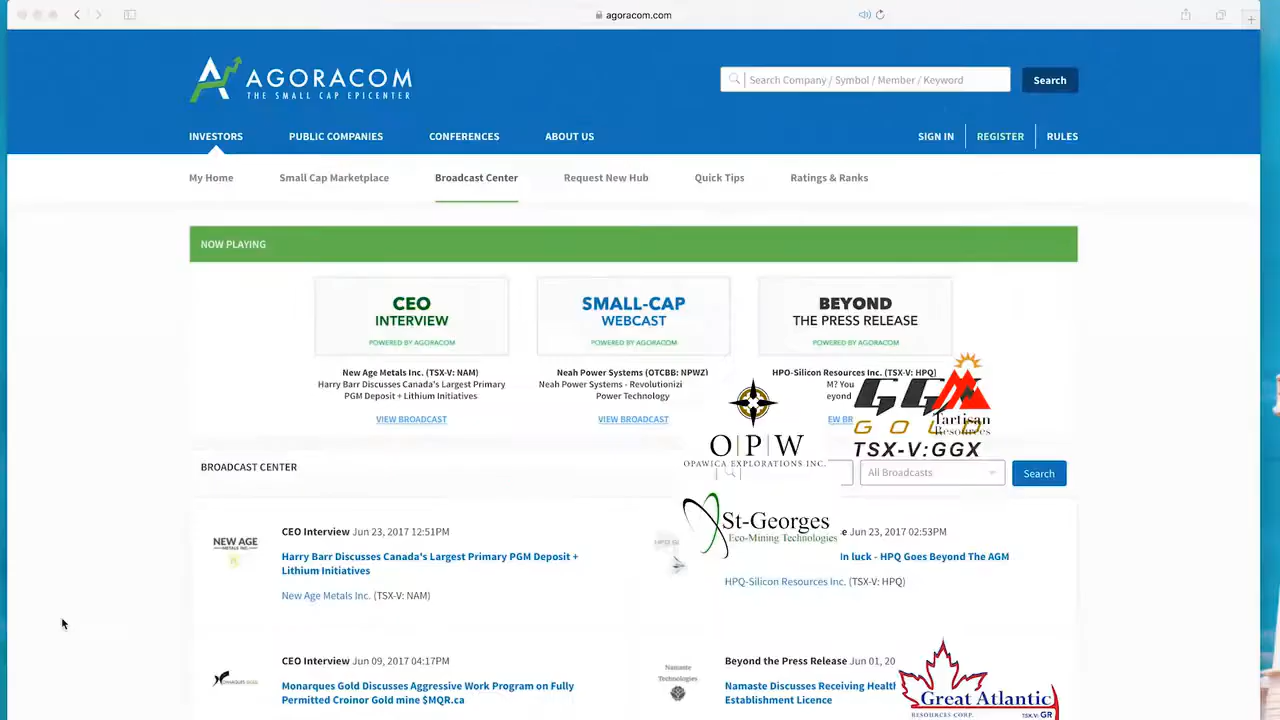 agoracom.com
AGORACOM
THE SMALL CAP EPICENTER
Search Company / Symbol / Member / Keyword
Search
INVESTORS
PUBLIC COMPANIES
CONFERENCES
ABOUT US
SIGN IN
REGISTER
RULES
My Home
Small Cap Marketplace
Broadcast Center
Request New Hub
Quick Tips
Ratings & Ranks
NOW PLAYING
CEO
INTERVIEW
POWERED BY AGORACOM
SMALL-CAP
WEBCAST
POWERED BY AGORACOM
BEYOND
THE PRESS RELEASE
POWERED BY AGORACOM
New Age Metals Inc. (TSX-V: NAM)
Harry Barr Discusses Canada's Largest Primary
PGM Deposit + Lithium Initiatives
VIEW BROADCAST
Neah Power Systems (OTCBB: NPWZ)
Neah Power Systems - Revolutionizi
Power Technology
VIEW BROADCAST
HPO-Silicon Resources Inc. (TSX-V: HPQ)
M? You
eyond
EW BR
GGX
GOLD
TSX-V:GGX
Tartisan
Resources
O|P|W
OPAWICA EXPLORATIONS INC.
BROADCAST CENTER
All Broadcasts
Search
St-Georges
Eco-Mining Technologies
NEW AGE
METALS INC.
CEO Interview Jun 23, 2017 12:51PM
Harry Barr Discusses Canada's Largest Primary PGM Deposit +
Lithium Initiatives
New Age Metals Inc. (TSX-V: NAM)
e Jun 23, 2017 02:53PM
In luck - HPQ Goes Beyond The AGM
HPQ-Silicon Resources Inc. (TSX-V: HPQ)
CEO Interview Jun 09, 2017 04:17PM
Monarques Gold Discusses Aggressive Work Program on Fully
Permitted Croinor Gold mine $MQR.ca
Namaste
Technologies
Beyond the Press Release Jun 01, 20
Namaste Discusses Receiving Health
Establishment Licence
Great Atlantic
RESOURCES CORP.
TSX.V: GR